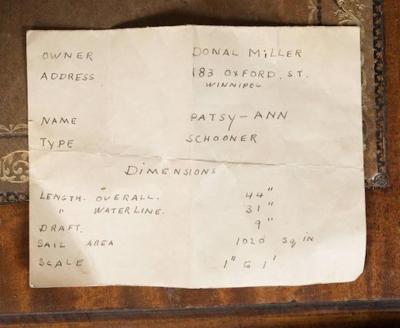 OWNER DONAL MILLER
ADDRESS 183 OXFORD. ST.
WINNIPEG
NAME PATSY-ANN
TYPE SCHOONER
DIMENSIONS
LENGTH. OVERALL. 44"
" WATERLINE. 31"
DRAFT. 9"
SAIL AREA 1020 Sq in
SCALE 1" to 1'